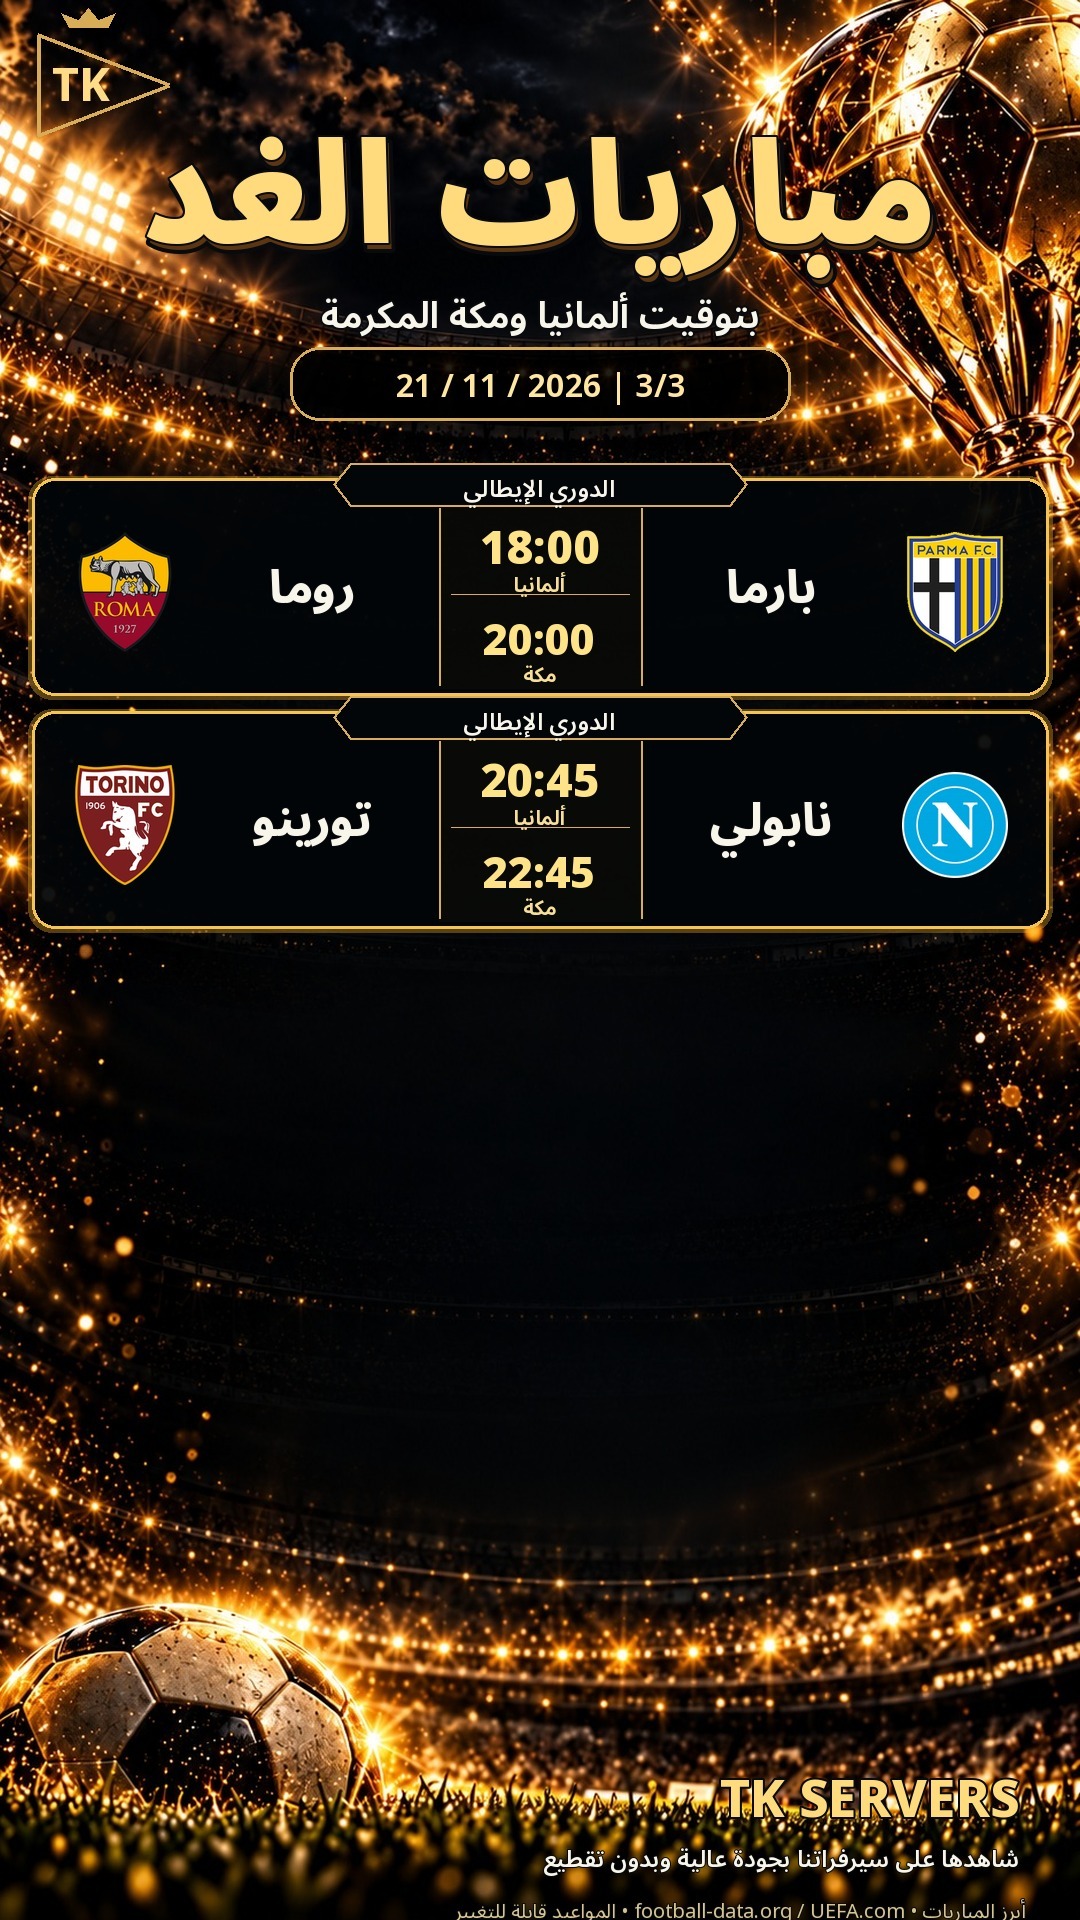 TK
مباريات الغد
بتوقيت ألمانيا ومكة المكرمة
21 / 11 / 2026 | 3/3
الدوري الإيطالي
PARMA F.C.
بارما
18:00
ألمانيا
20:00
مكة
روما
ROMA
1927
الدوري الإيطالي
N
نابولي
20:45
ألمانيا
22:45
مكة
تورينو
TORINO
1906 FC
TK SERVERS
شاهدها على سيرفراتنا بجودة عالية وبدون تقطيع
أبرز المباريات • football-data.org / UEFA.com • المواعيد قابلة للتغيير